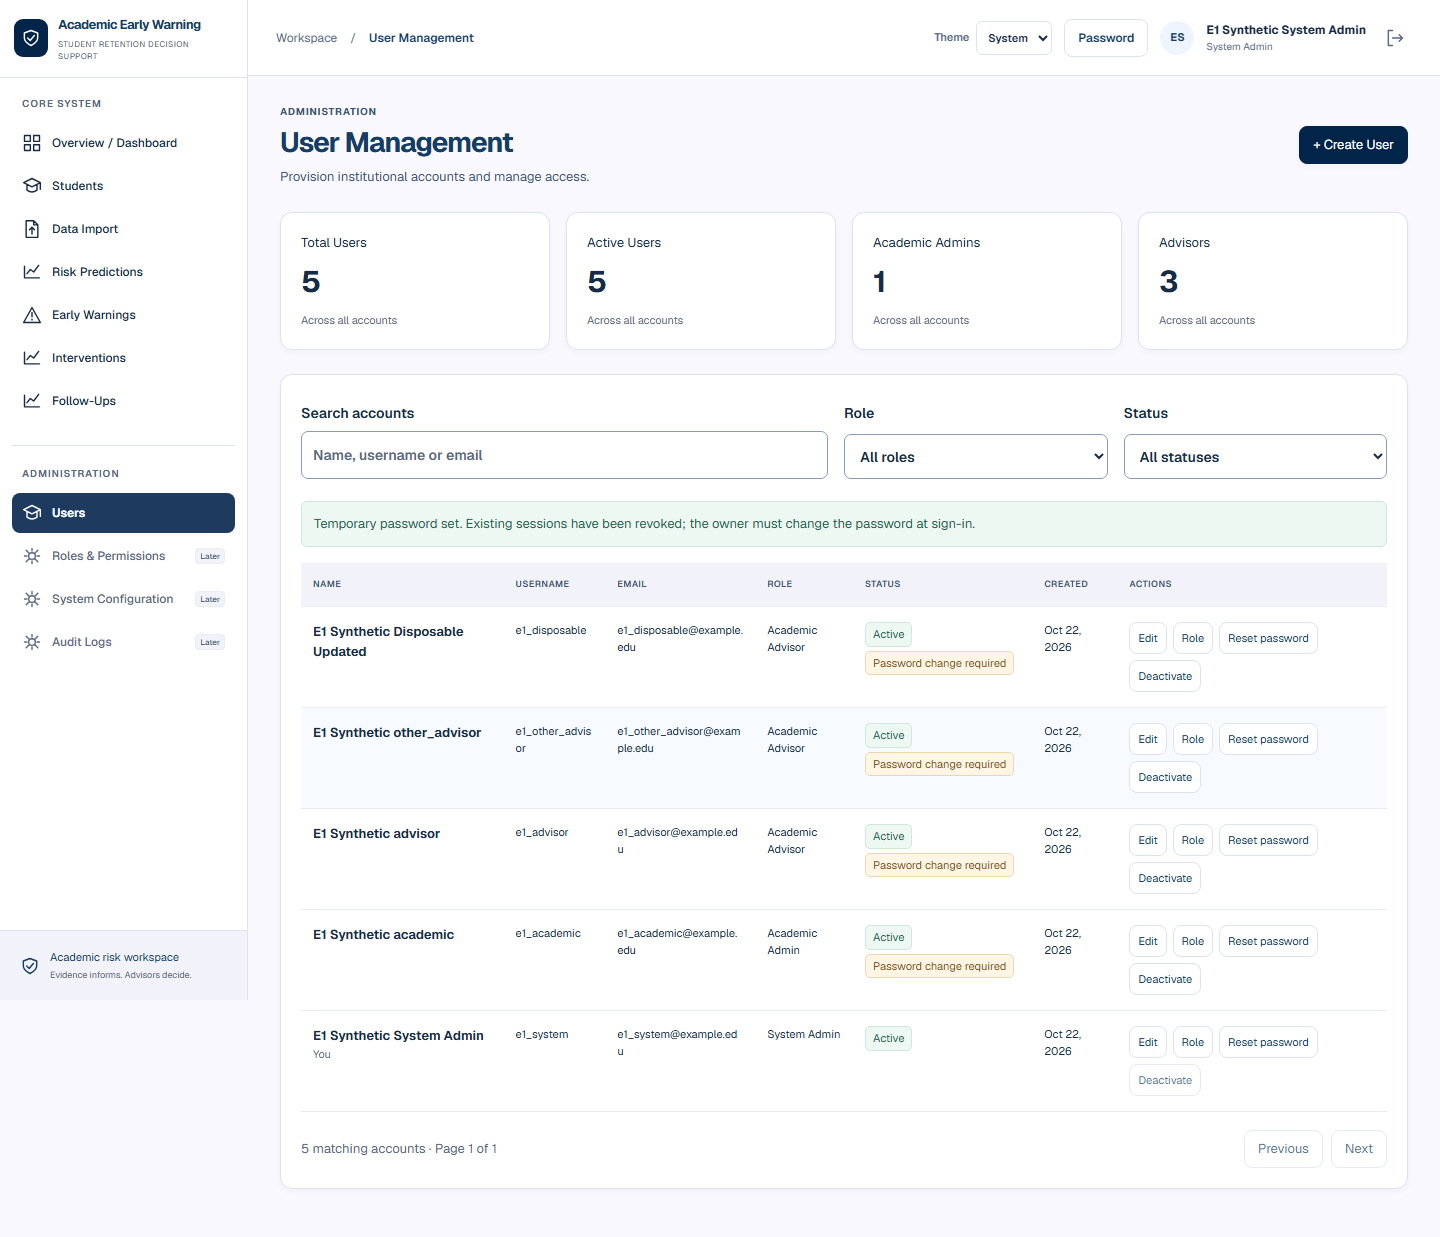 Academic Early Warning
STUDENT RETENTION DECISION
SUPPORT
CORE SYSTEM
Overview / Dashboard
Students
Data Import
Risk Predictions
Early Warnings
Interventions
Follow-Ups
ADMINISTRATION
Users
Roles & Permissions Later
System Configuration Later
Audit Logs Later
Academic risk workspace
Evidence informs. Advisors decide.
Workspace / User Management
Theme System Password ES E1 Synthetic System Admin
System Admin
ADMINISTRATION
User Management
Provision institutional accounts and manage access.
+ Create User
Total Users
5
Across all accounts
Active Users
5
Across all accounts
Academic Admins
1
Across all accounts
Advisors
3
Across all accounts
Search accounts Role Status
Name, username or email All roles All statuses
Temporary password set. Existing sessions have been revoked; the owner must change the password at sign-in.
NAME USERNAME EMAIL ROLE STATUS CREATED ACTIONS
E1 Synthetic Disposable
Updated
e1_disposable
e1_disposable@example.
edu
Academic
Advisor
Active
Password change required
Oct 22,
2026
Edit Role Reset password
Deactivate
E1 Synthetic other_advisor
e1_other_advis
or
e1_other_advisor@exam
ple.edu
Academic
Advisor
Active
Password change required
Oct 22,
2026
Edit Role Reset password
Deactivate
E1 Synthetic advisor
e1_advisor
e1_advisor@example.ed
u
Academic
Advisor
Active
Password change required
Oct 22,
2026
Edit Role Reset password
Deactivate
E1 Synthetic academic
e1_academic
e1_academic@example.
edu
Academic
Admin
Active
Password change required
Oct 22,
2026
Edit Role Reset password
Deactivate
E1 Synthetic System Admin
You
e1_system
e1_system@example.ed
u
System Admin
Active
Oct 22,
2026
Edit Role Reset password
Deactivate
5 matching accounts · Page 1 of 1
Previous Next